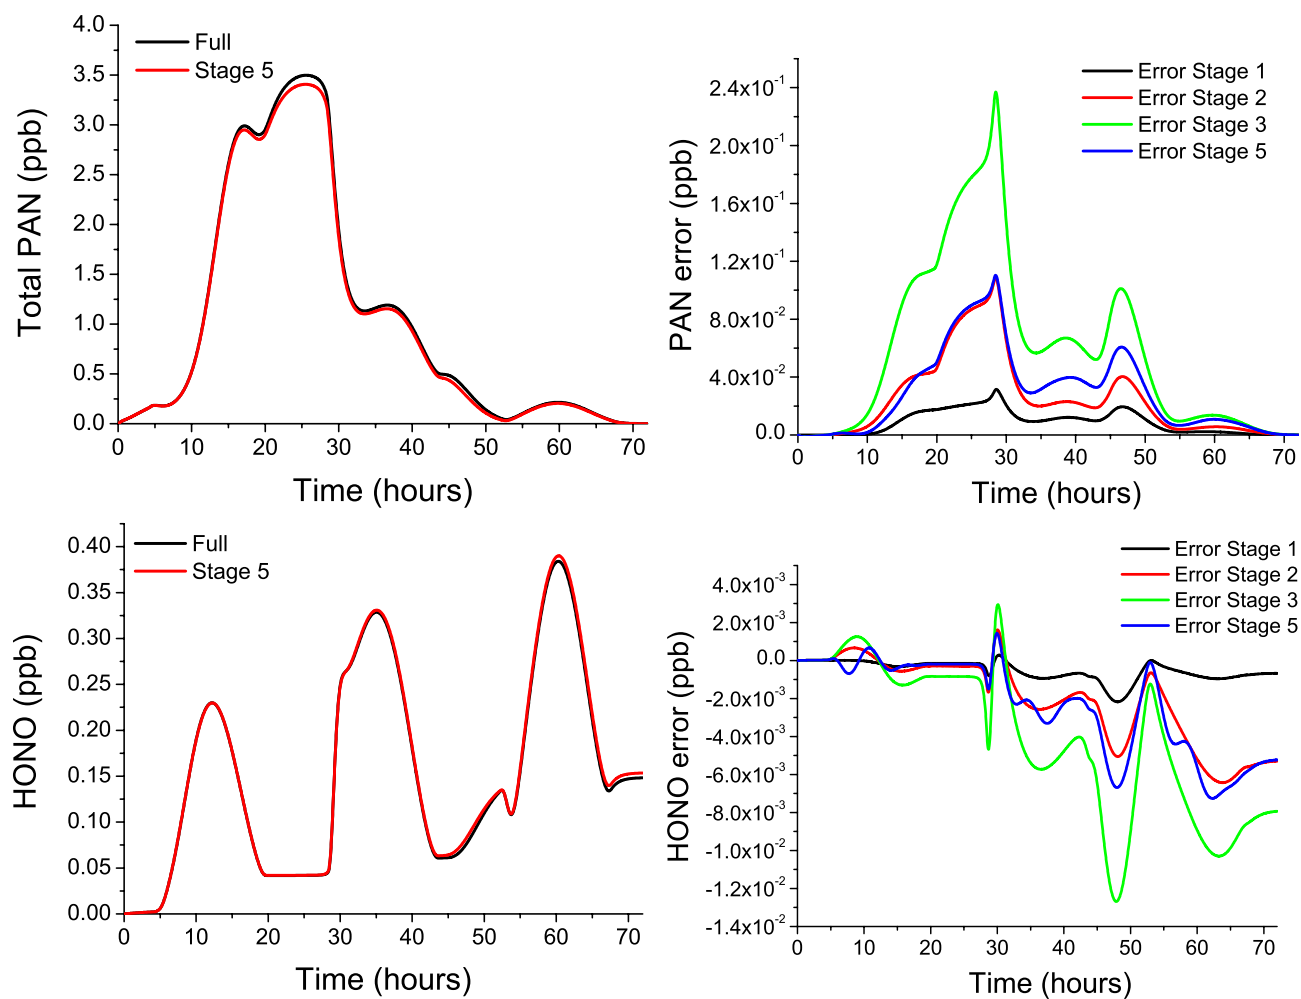 4.0
3.5
3.0
2.5
2.0
1.5
1.0
0.5
0.0
Total PAN (ppb)
Full
Stage 5
0 10 20 30 40 50 60 70
Time (hours)
2.4x10-1
2.0x10-1
1.6x10-1
1.2x10-1
8.0x10-2
4.0x10-2
0.0
PAN error (ppb)
Error Stage 1
Error Stage 2
Error Stage 3
Error Stage 5
0 10 20 30 40 50 60 70
Time (hours)
0.40
0.35
0.30
0.25
0.20
0.15
0.10
0.05
0.00
HONO (ppb)
Full
Stage 5
0 10 20 30 40 50 60 70
Time (hours)
4.0x10-3
2.0x10-3
0.0
-2.0x10-3
-4.0x10-3
-6.0x10-3
-8.0x10-3
-1.0x10-2
-1.2x10-2
-1.4x10-2
HONO error (ppb)
Error Stage 1
Error Stage 2
Error Stage 3
Error Stage 5
0 10 20 30 40 50 60 70
Time (hours)